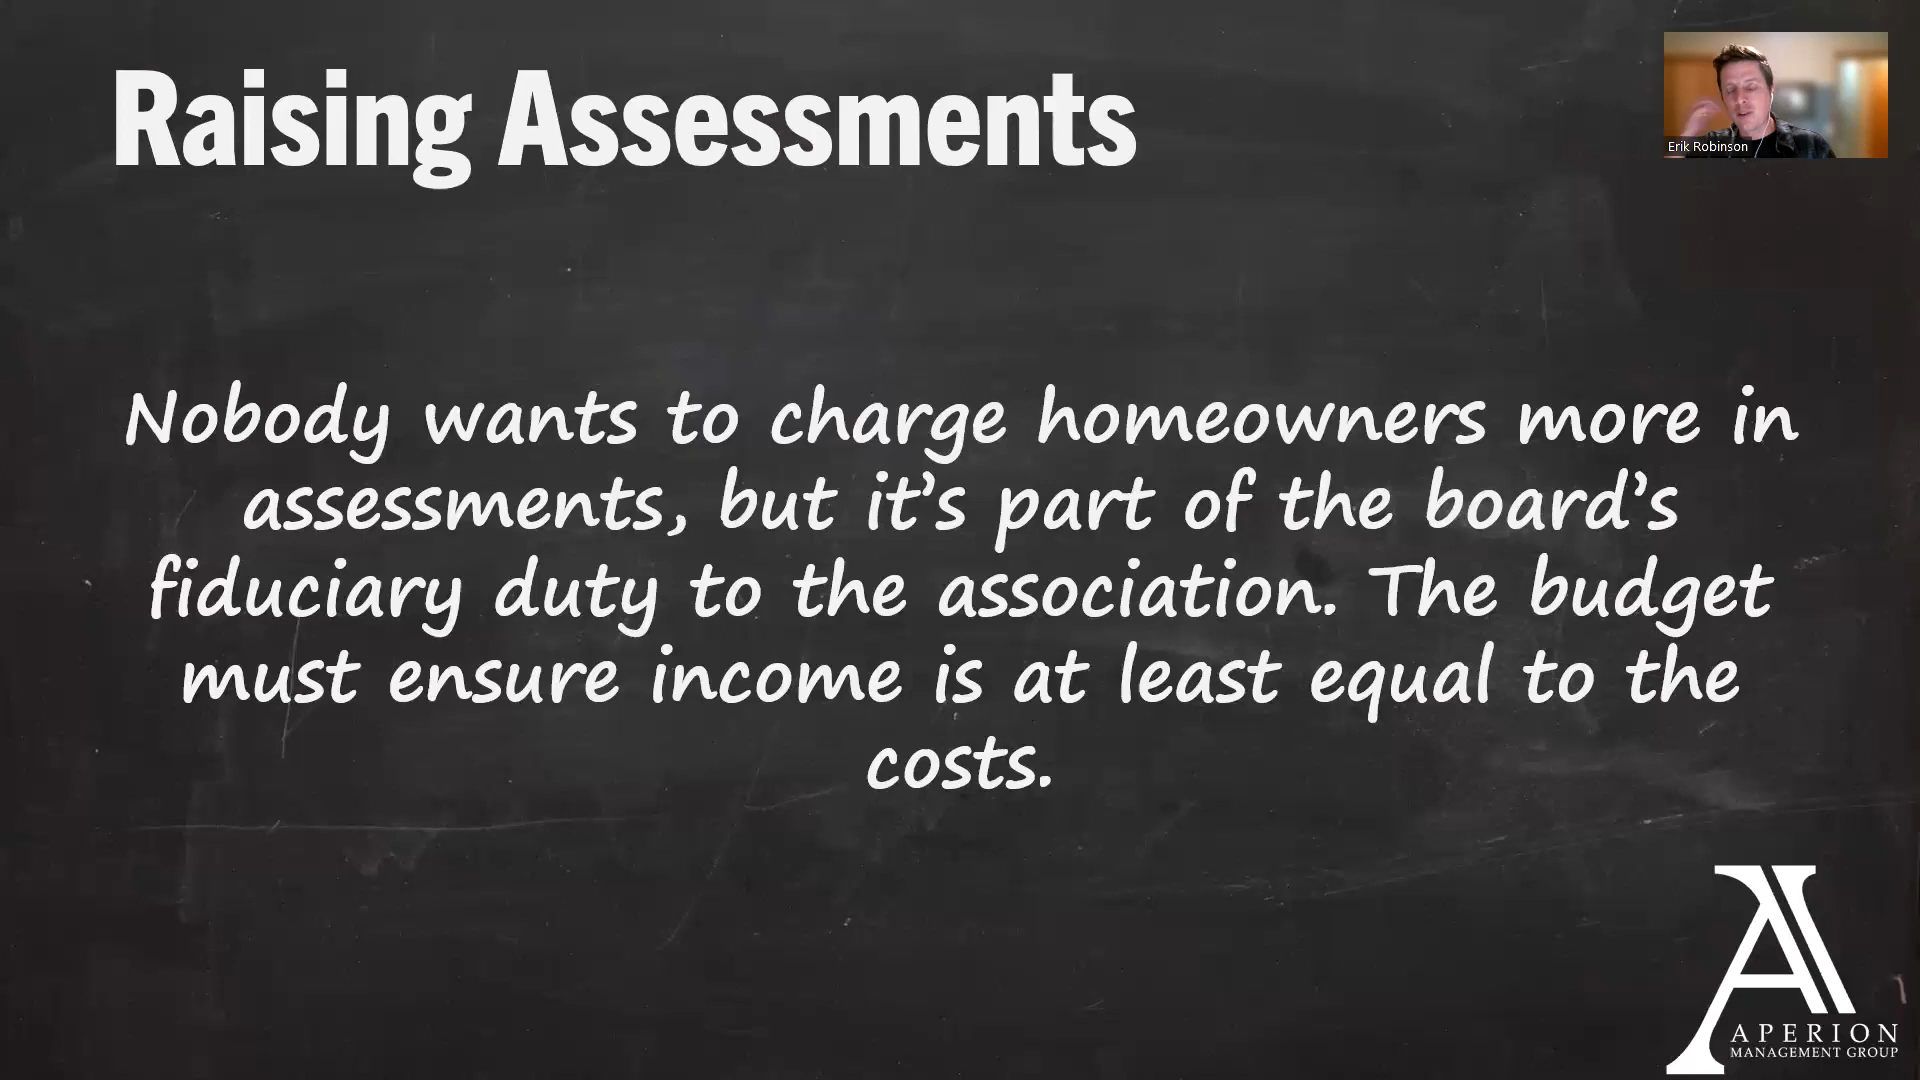 Raising Assessments
Erik Robinson
Nobody wants to charge homeowners more in
assessments, but it’s part of the board’s
fiduciary duty to the association. The budget
must ensure income is at least equal to the
costs.
APERION
MANAGEMENT GROUP